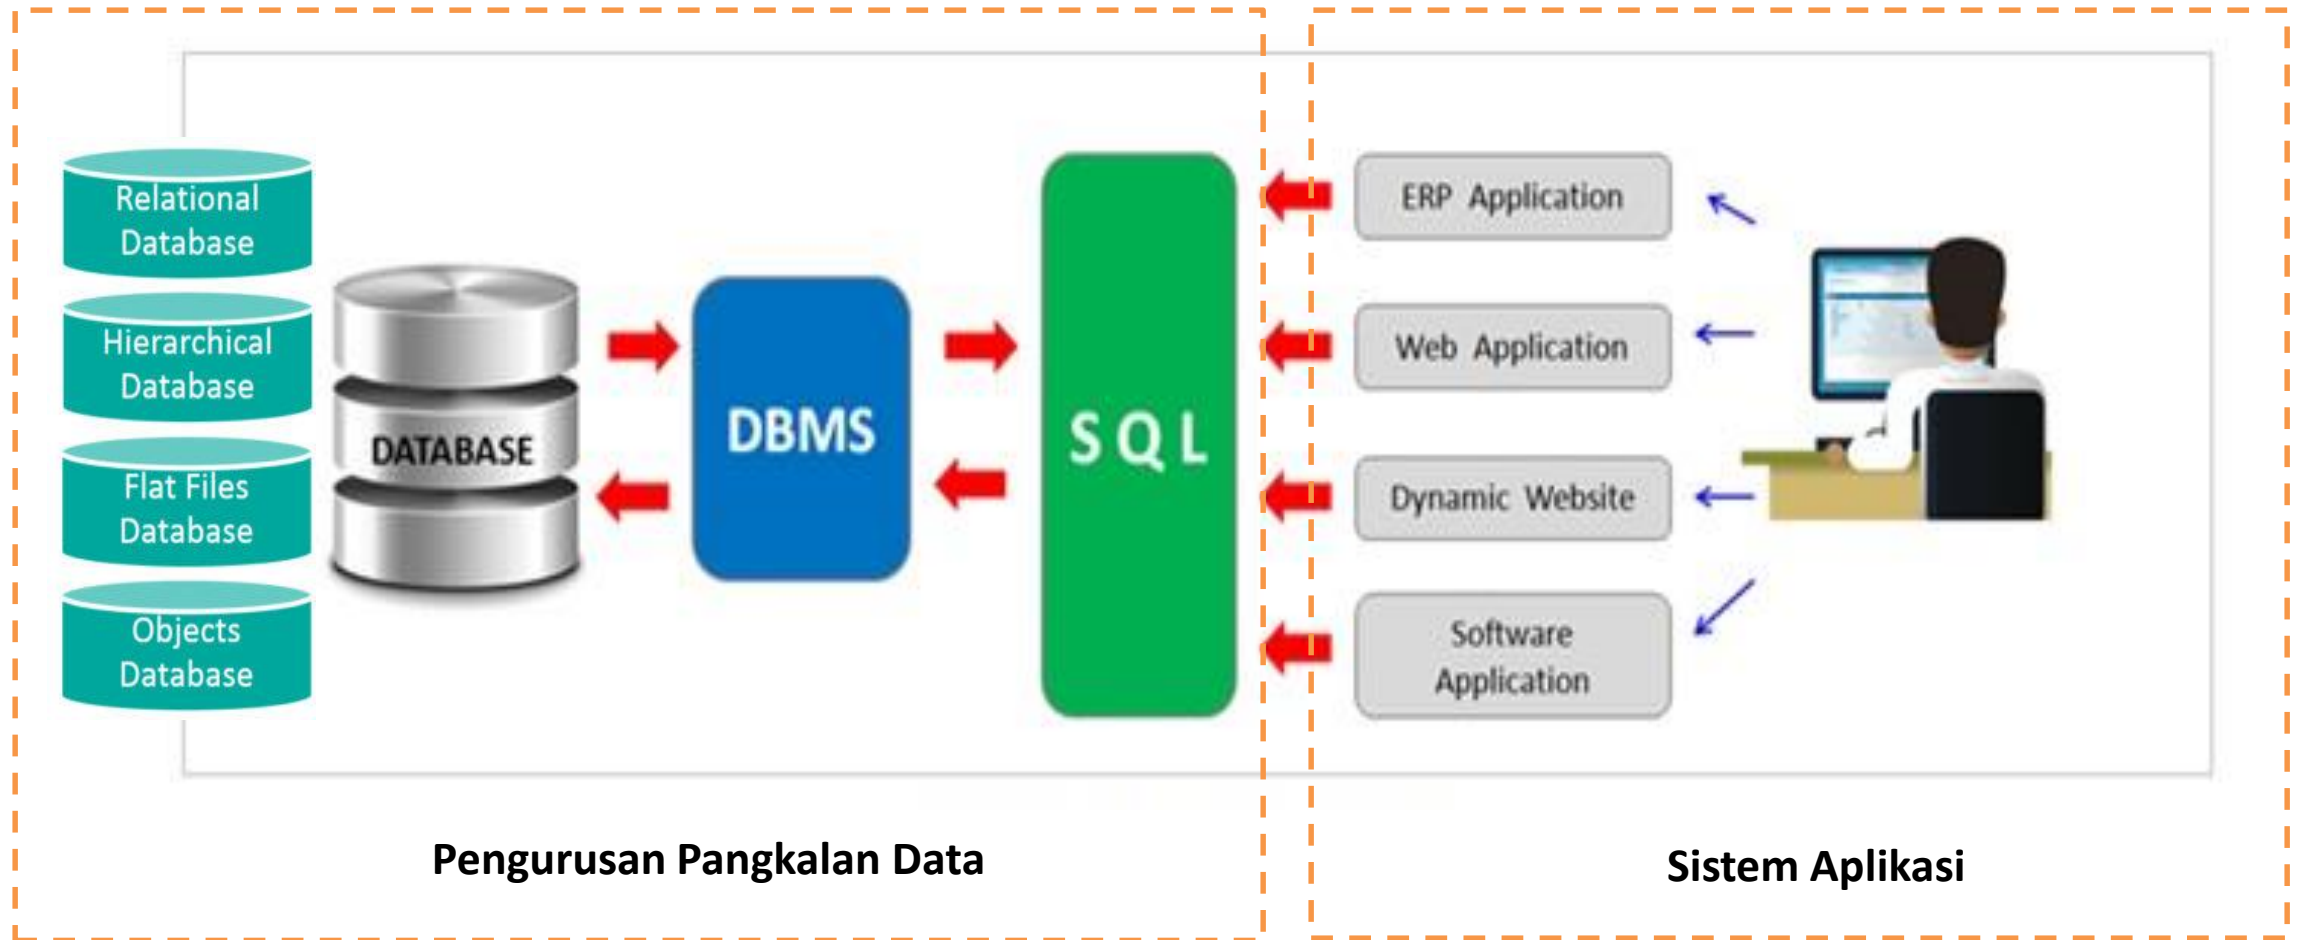 Relational
Database
Hierarchical
Database
Flat Files
Database
Objects
Database
DATABASE
DBMS
SQL
ERP Application
Web Application
Dynamic Website
Software
Application
Pengurusan Pangkalan Data
Sistem Aplikasi